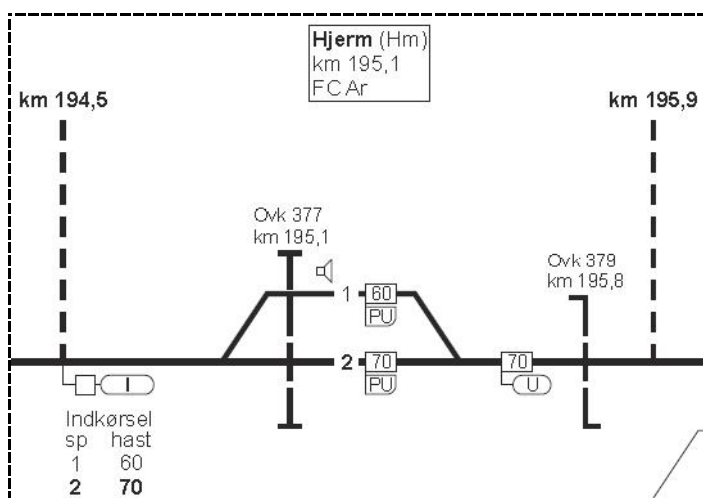 Hjerm (Hm)
km 195,1
FC Ar
km 194,5
km 195,9
Ovk 377
km 195,1
Ovk 379
km 195,8
1
60
PU
2
70
PU
70
U
I
Indkørsel
sp hast
1 60
2 70